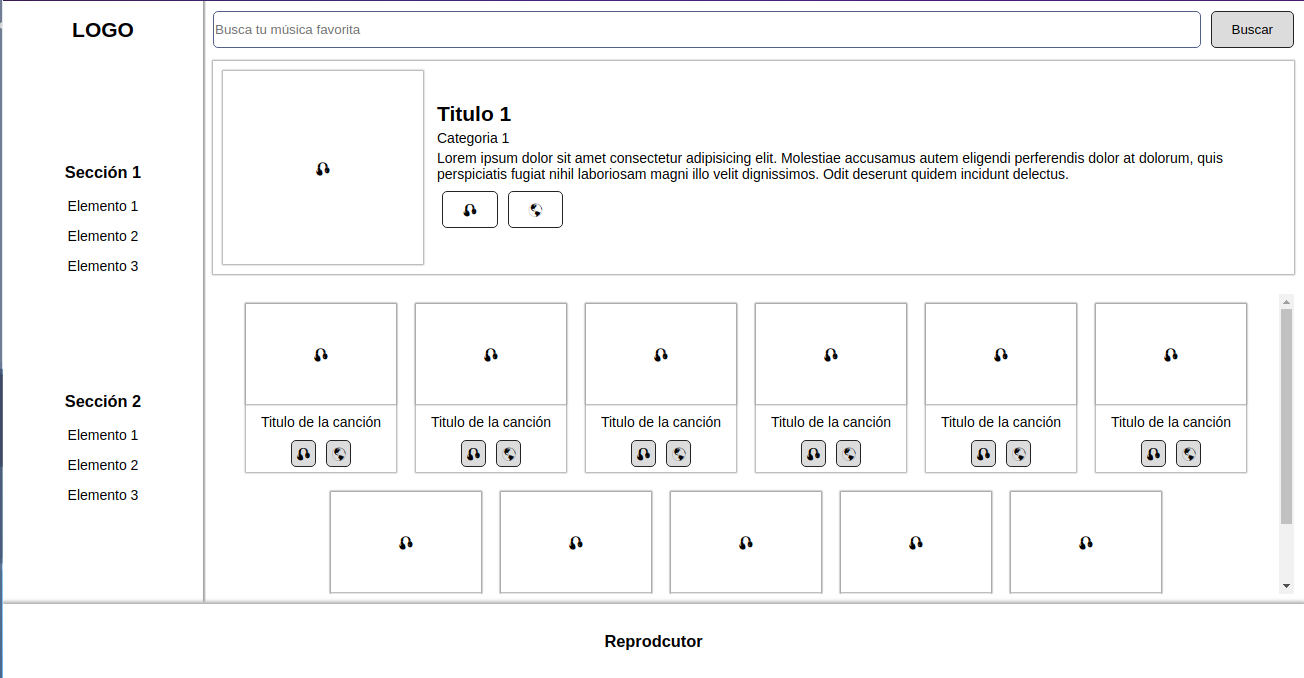 LOGO
Busca tu música favorita
Buscar
Titulo 1
Categoria 1
Lorem ipsum dolor sit amet consectetur adipisicing elit. Molestiae accusamus autem eligendi perferendis dolor at dolorum, quis
perspiciatis fugiat nihil laboriosam magni illo velit dignissimos. Odit deserunt quidem incidunt delectus.
Sección 1
Elemento 1
Elemento 2
Elemento 3
Sección 2
Elemento 1
Elemento 2
Elemento 3
Titulo de la canción
Titulo de la canción
Titulo de la canción
Titulo de la canción
Titulo de la canción
Titulo de la canción
Reprodcutor